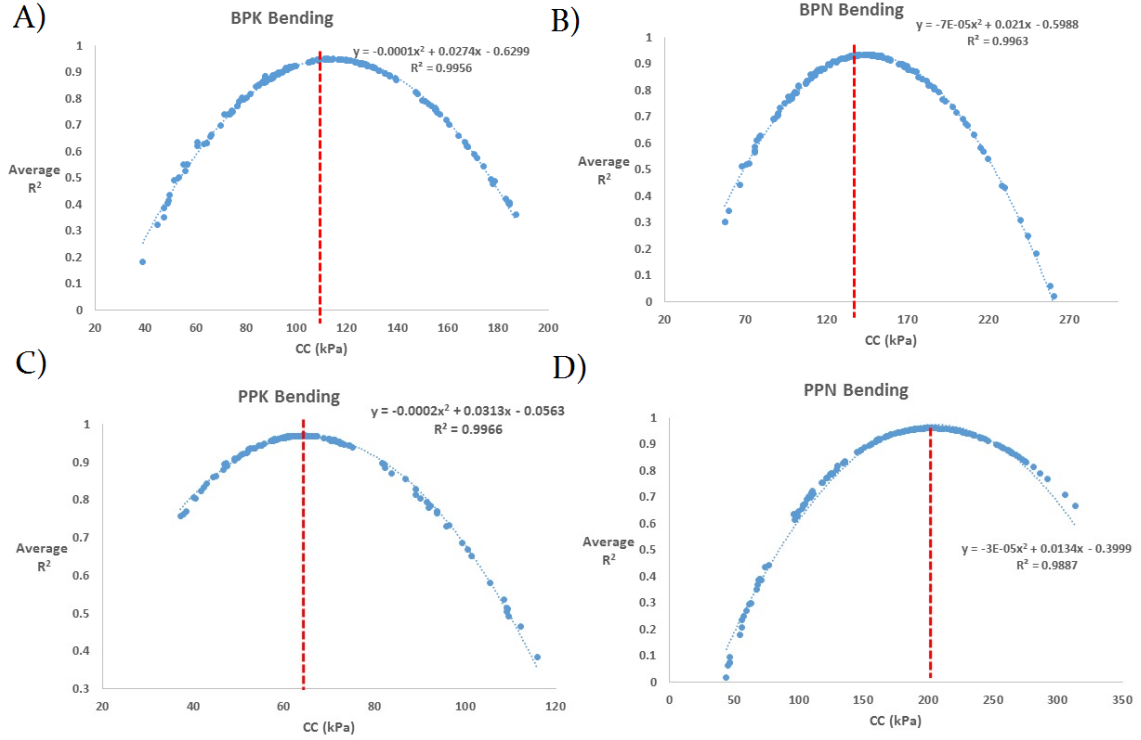 A)
BPK Bending
y = -0.0001x² + 0.0274x - 0.6299
R² = 0.9956
1
0.9
0.8
0.7
0.6
0.5
0.4
0.3
0.2
0.1
0
Average
R²
20 40 60 80 100 120 140 160 180 200
CC (kPa)
B)
BPN Bending
y = -7E-05x² + 0.021x - 0.5988
R² = 0.9963
1
0.9
0.8
0.7
0.6
0.5
0.4
0.3
0.2
0.1
0
Average
R²
20 70 120 170 220 270
CC (kPa)
C)
PPK Bending
y = -0.0002x² + 0.0313x - 0.0563
R² = 0.9966
1
0.9
0.8
0.7
0.6
0.5
0.4
0.3
Average
R²
20 40 60 80 100 120
CC (kPa)
D)
PPN Bending
1
0.9
0.8
0.7
0.6
0.5
0.4
0.3
0.2
0.1
0
Average
R²
y = -3E-05x² + 0.0134x - 0.3999
R² = 0.9887
0 50 100 150 200 250 300 350
CC (kPa)